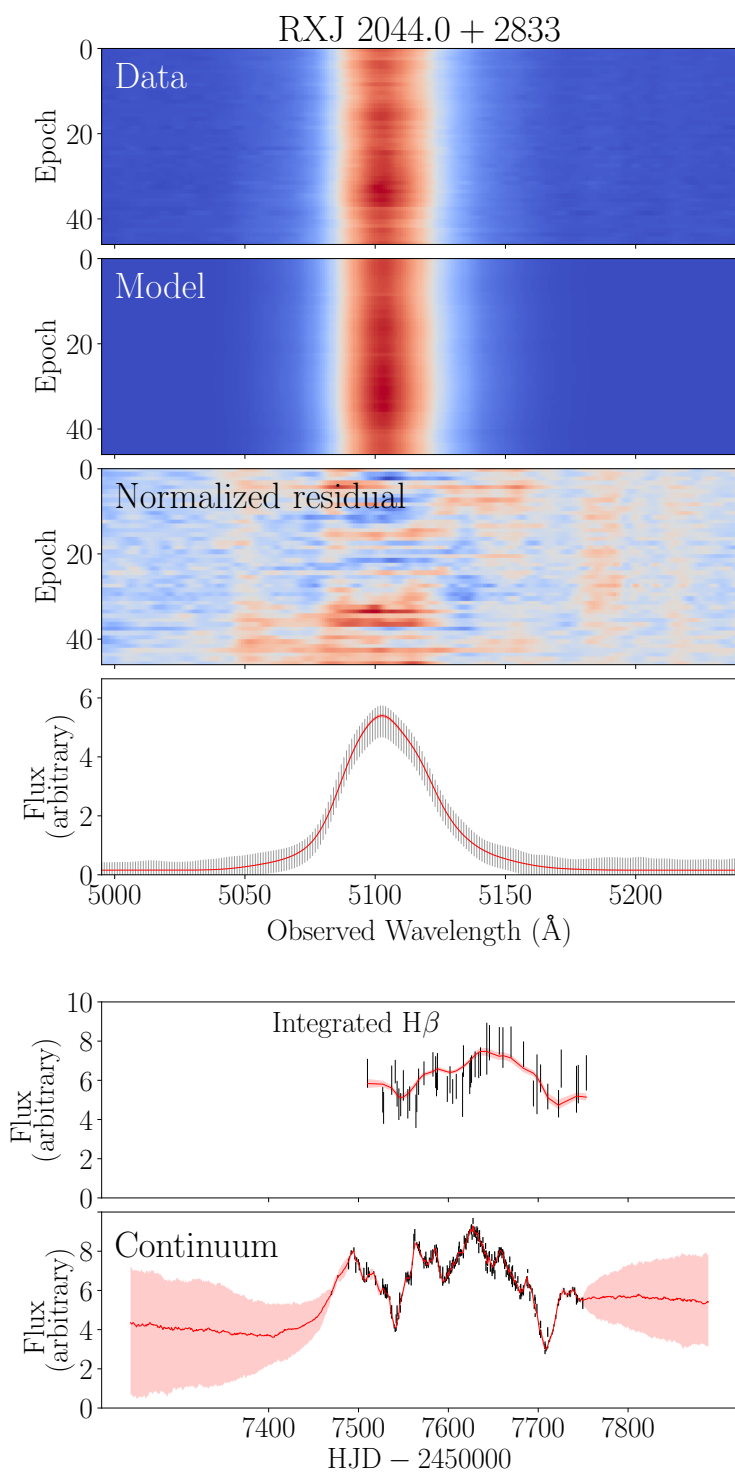 RXJ 2044.0 + 2833
0
Data
20
Epoch
40
0
Model
20
Epoch
40
0
Normalized residual
20
Epoch
40
6
4
2
0
Flux
(arbitrary)
5000 5050 5100 5150 5200
Observed Wavelength (Å)
10
Integrated Hβ
8
6
4
2
0
Flux
(arbitrary)
Continuum
8
6
4
2
0
Flux
(arbitrary)
7400 7500 7600 7700 7800
HJD − 2450000